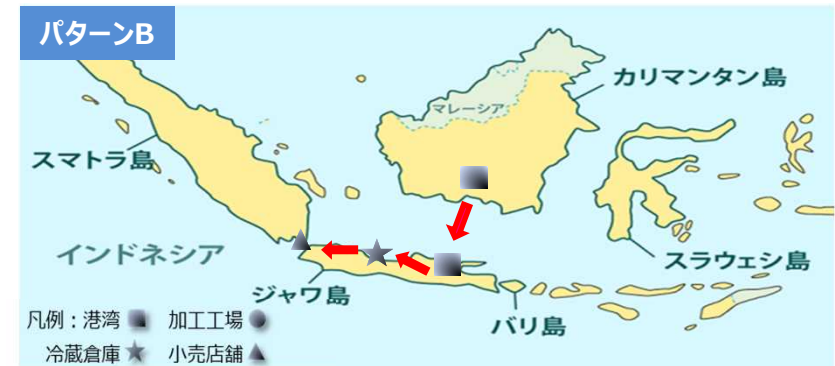 パターンB
カリマンタン島
マレーシア
スマトラ島
インドネシア
スラウェシ島
ジャワ島
バリ島
凡例：港湾 加工工場
冷蔵倉庫 小売店舗